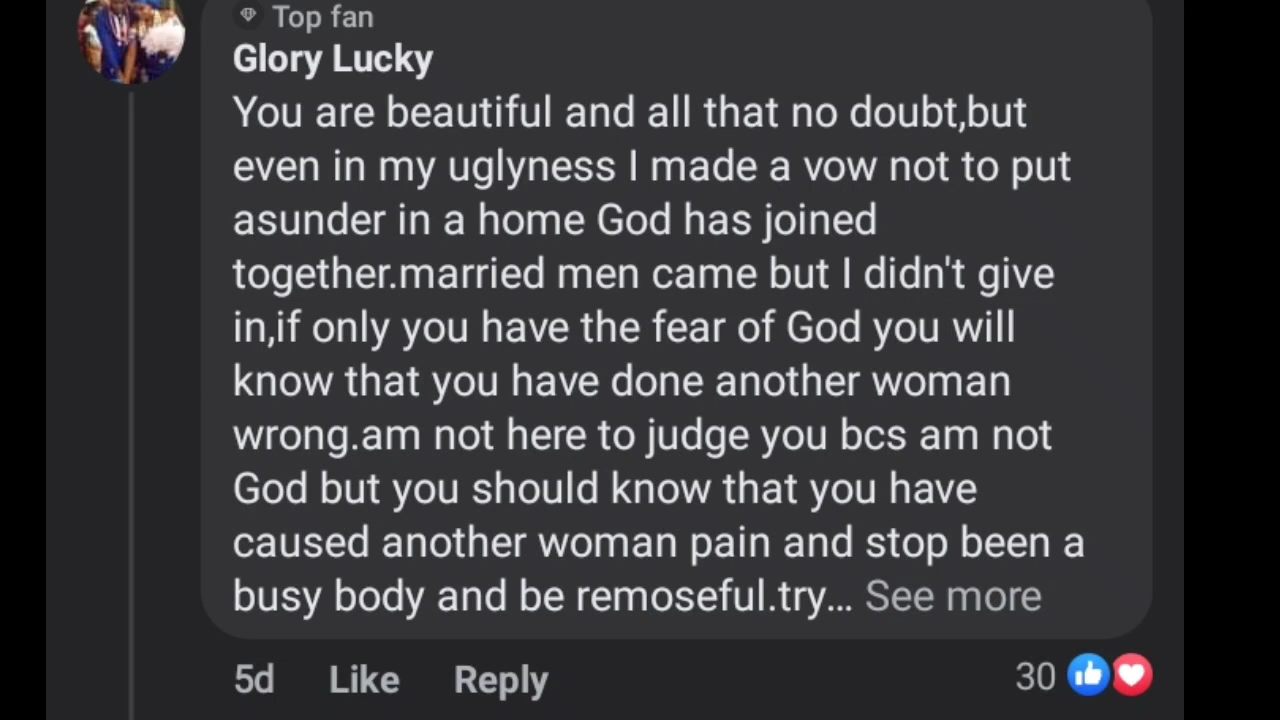 Top fan
Glory Lucky
You are beautiful and all that no doubt,but
even in my uglyness I made a vow not to put
asunder in a home God has joined
together.married men came but I didn't give
in,if only you have the fear of God you will
know that you have done another woman
wrong.am not here to judge you bcs am not
God but you should know that you have
caused another woman pain and stop been a
busy body and be remoseful.try... See more
5d Like Reply 30